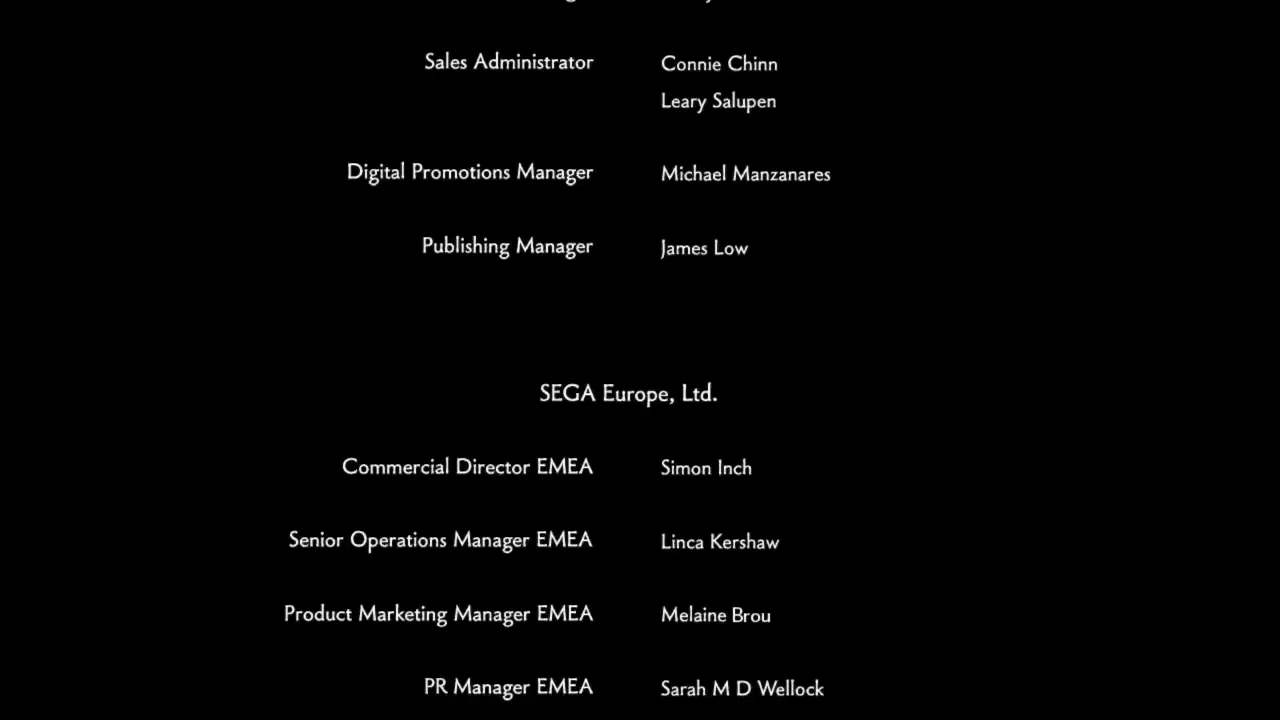 Sales Administrator Connie Chinn
Leary Salupen
Digital Promotions Manager Michael Manzanares
Publishing Manager James Low
SEGA Europe, Ltd.
Commercial Director EMEA Simon Inch
Senior Operations Manager EMEA Linca Kershaw
Product Marketing Manager EMEA Melaine Brou
PR Manager EMEA Sarah M D Wellock